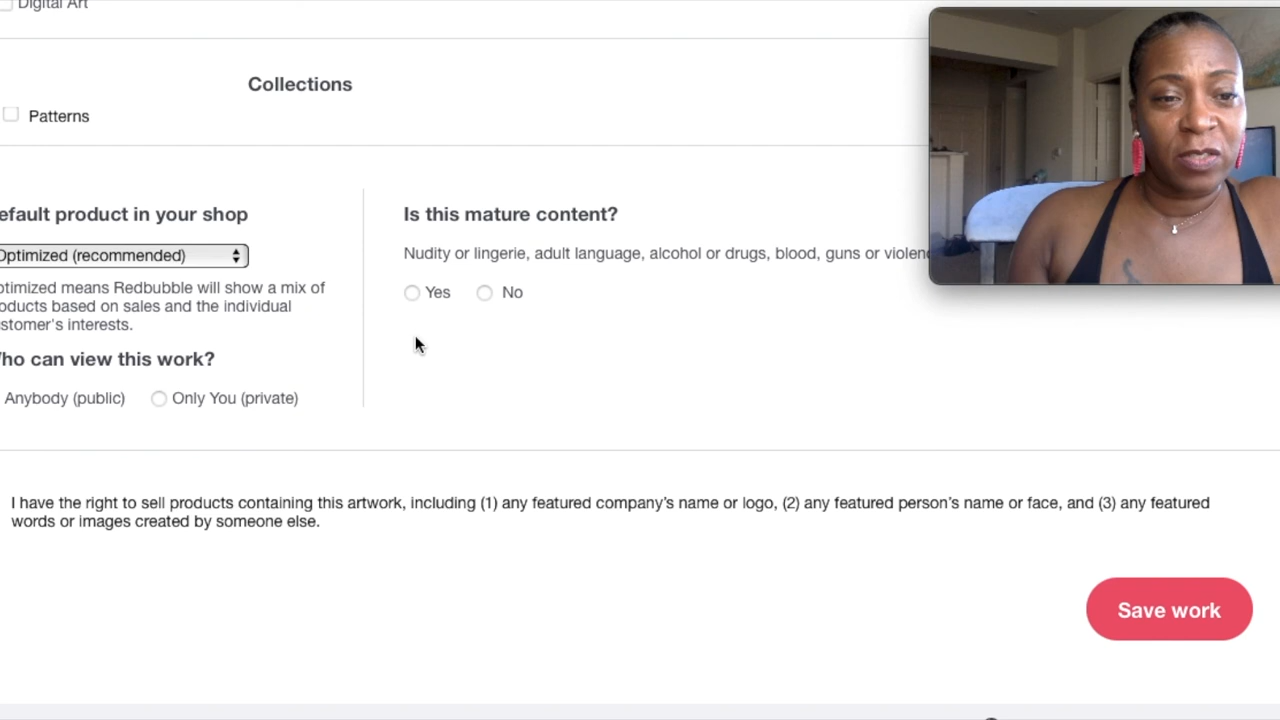 Digital Art
Collections
Patterns
efault product in your shop
Optimized (recommended)
ptimized means Redbubble will show a mix of
oducts based on sales and the individual
stomer's interests.
ho can view this work?
Anybody (public) Only You (private)
Is this mature content?
Nudity or lingerie, adult language, alcohol or drugs, blood, guns or violenc
Yes No
I have the right to sell products containing this artwork, including (1) any featured company's name or logo, (2) any featured person's name or face, and (3) any featured
words or images created by someone else.
Save work